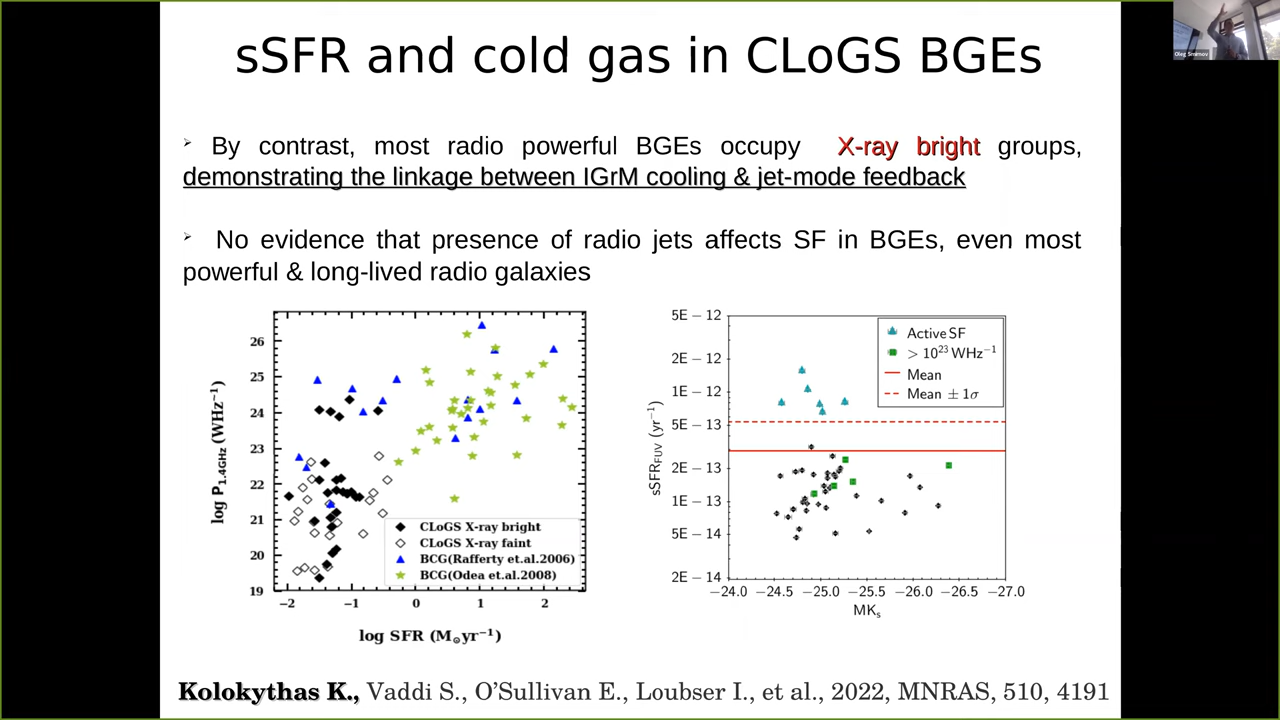 sSFR and cold gas in CLoGS BGEs
Oleg Smirnov
➢ By contrast, most radio powerful BGEs occupy X-ray bright groups,
demonstrating the linkage between IGrM cooling & jet-mode feedback
➢ No evidence that presence of radio jets affects SF in BGEs, even most
powerful & long-lived radio galaxies
log P1.4GHz (WHz⁻¹)
26
25
24
23
22
21
20
19
−2 −1 0 1 2
log SFR (M⊙yr⁻¹)
CLoGS X-ray bright
CLoGS X-ray faint
BCG(Rafferty et.al.2006)
BCG(Odea et.al.2008)
sSFR_FUV (yr⁻¹)
5E − 12
2E − 12
1E − 12
5E − 13
2E − 13
1E − 13
5E − 14
2E − 14
−24.0 −24.5 −25.0 −25.5 −26.0 −26.5 −27.0
MKs
Active SF
> 10²³ WHz⁻¹
Mean
Mean ± 1σ
Kolokythas K., Vaddi S., O'Sullivan E., Loubser I., et al., 2022, MNRAS, 510, 4191